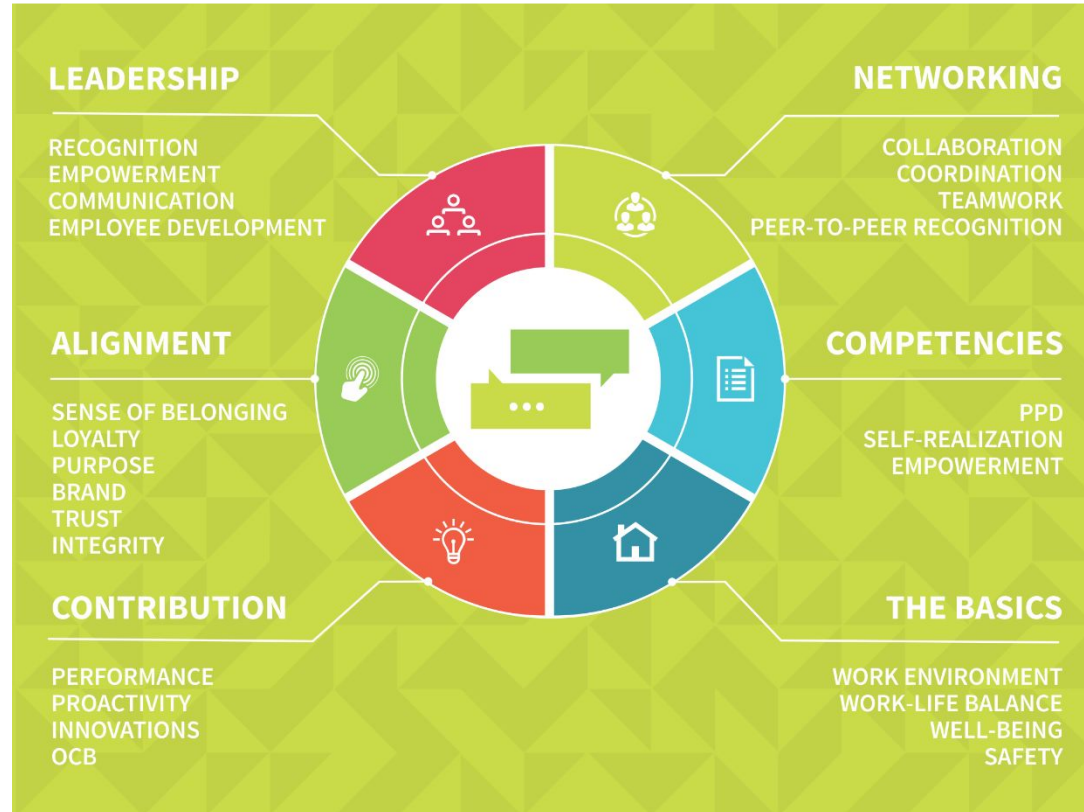 LEADERSHIP
RECOGNITION
EMPOWERMENT
COMMUNICATION
EMPLOYEE DEVELOPMENT
NETWORKING
COLLABORATION
COORDINATION
TEAMWORK
PEER-TO-PEER RECOGNITION
ALIGNMENT
SENSE OF BELONGING
LOYALTY
PURPOSE
BRAND
TRUST
INTEGRITY
COMPETENCIES
PPD
SELF-REALIZATION
EMPOWERMENT
CONTRIBUTION
PERFORMANCE
PROACTIVITY
INNOVATIONS
OCB
THE BASICS
WORK ENVIRONMENT
WORK-LIFE BALANCE
WELL-BEING
SAFETY